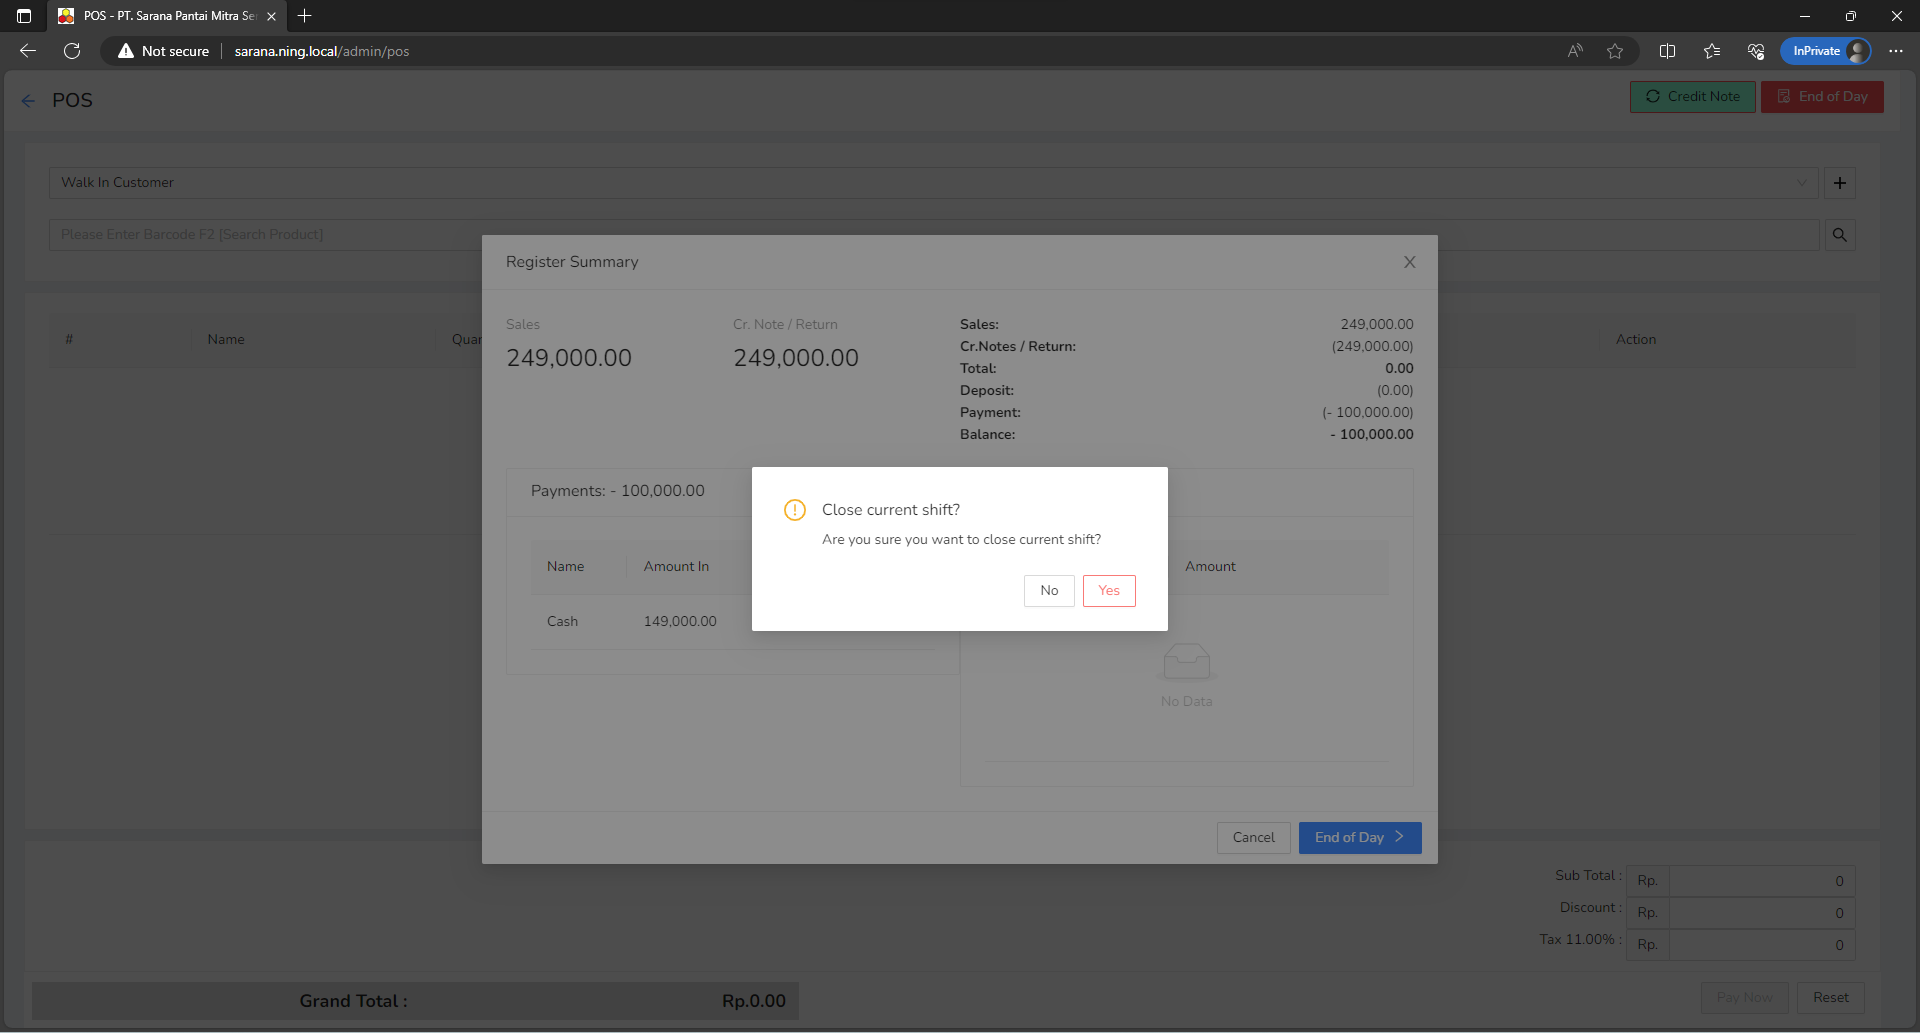 POS - PT. Sarana Pantai Mitra Se
Not secure
sarana.ning.local/admin/pos
InPrivate
POS
Credit Note
End of Day
Walk In Customer
Please Enter Barcode F2 [Search Product]
Register Summary
# Name Quan Action
Sales
249,000.00
Cr. Note / Return
249,000.00
Sales: 249,000.00
Cr.Notes / Return: (249,000.00)
Total: 0.00
Deposit: (0.00)
Payment: (- 100,000.00)
Balance: - 100,000.00
Payments: - 100,000.00
Close current shift?
Are you sure you want to close current shift?
No
Yes
Name Amount In
Cash 149,000.00
Amount
No Data
Cancel
End of Day
Sub Total : Rp. 0
Discount : Rp. 0
Tax 11.00% : Rp. 0
Grand Total : Rp.0.00
Pay Now
Reset